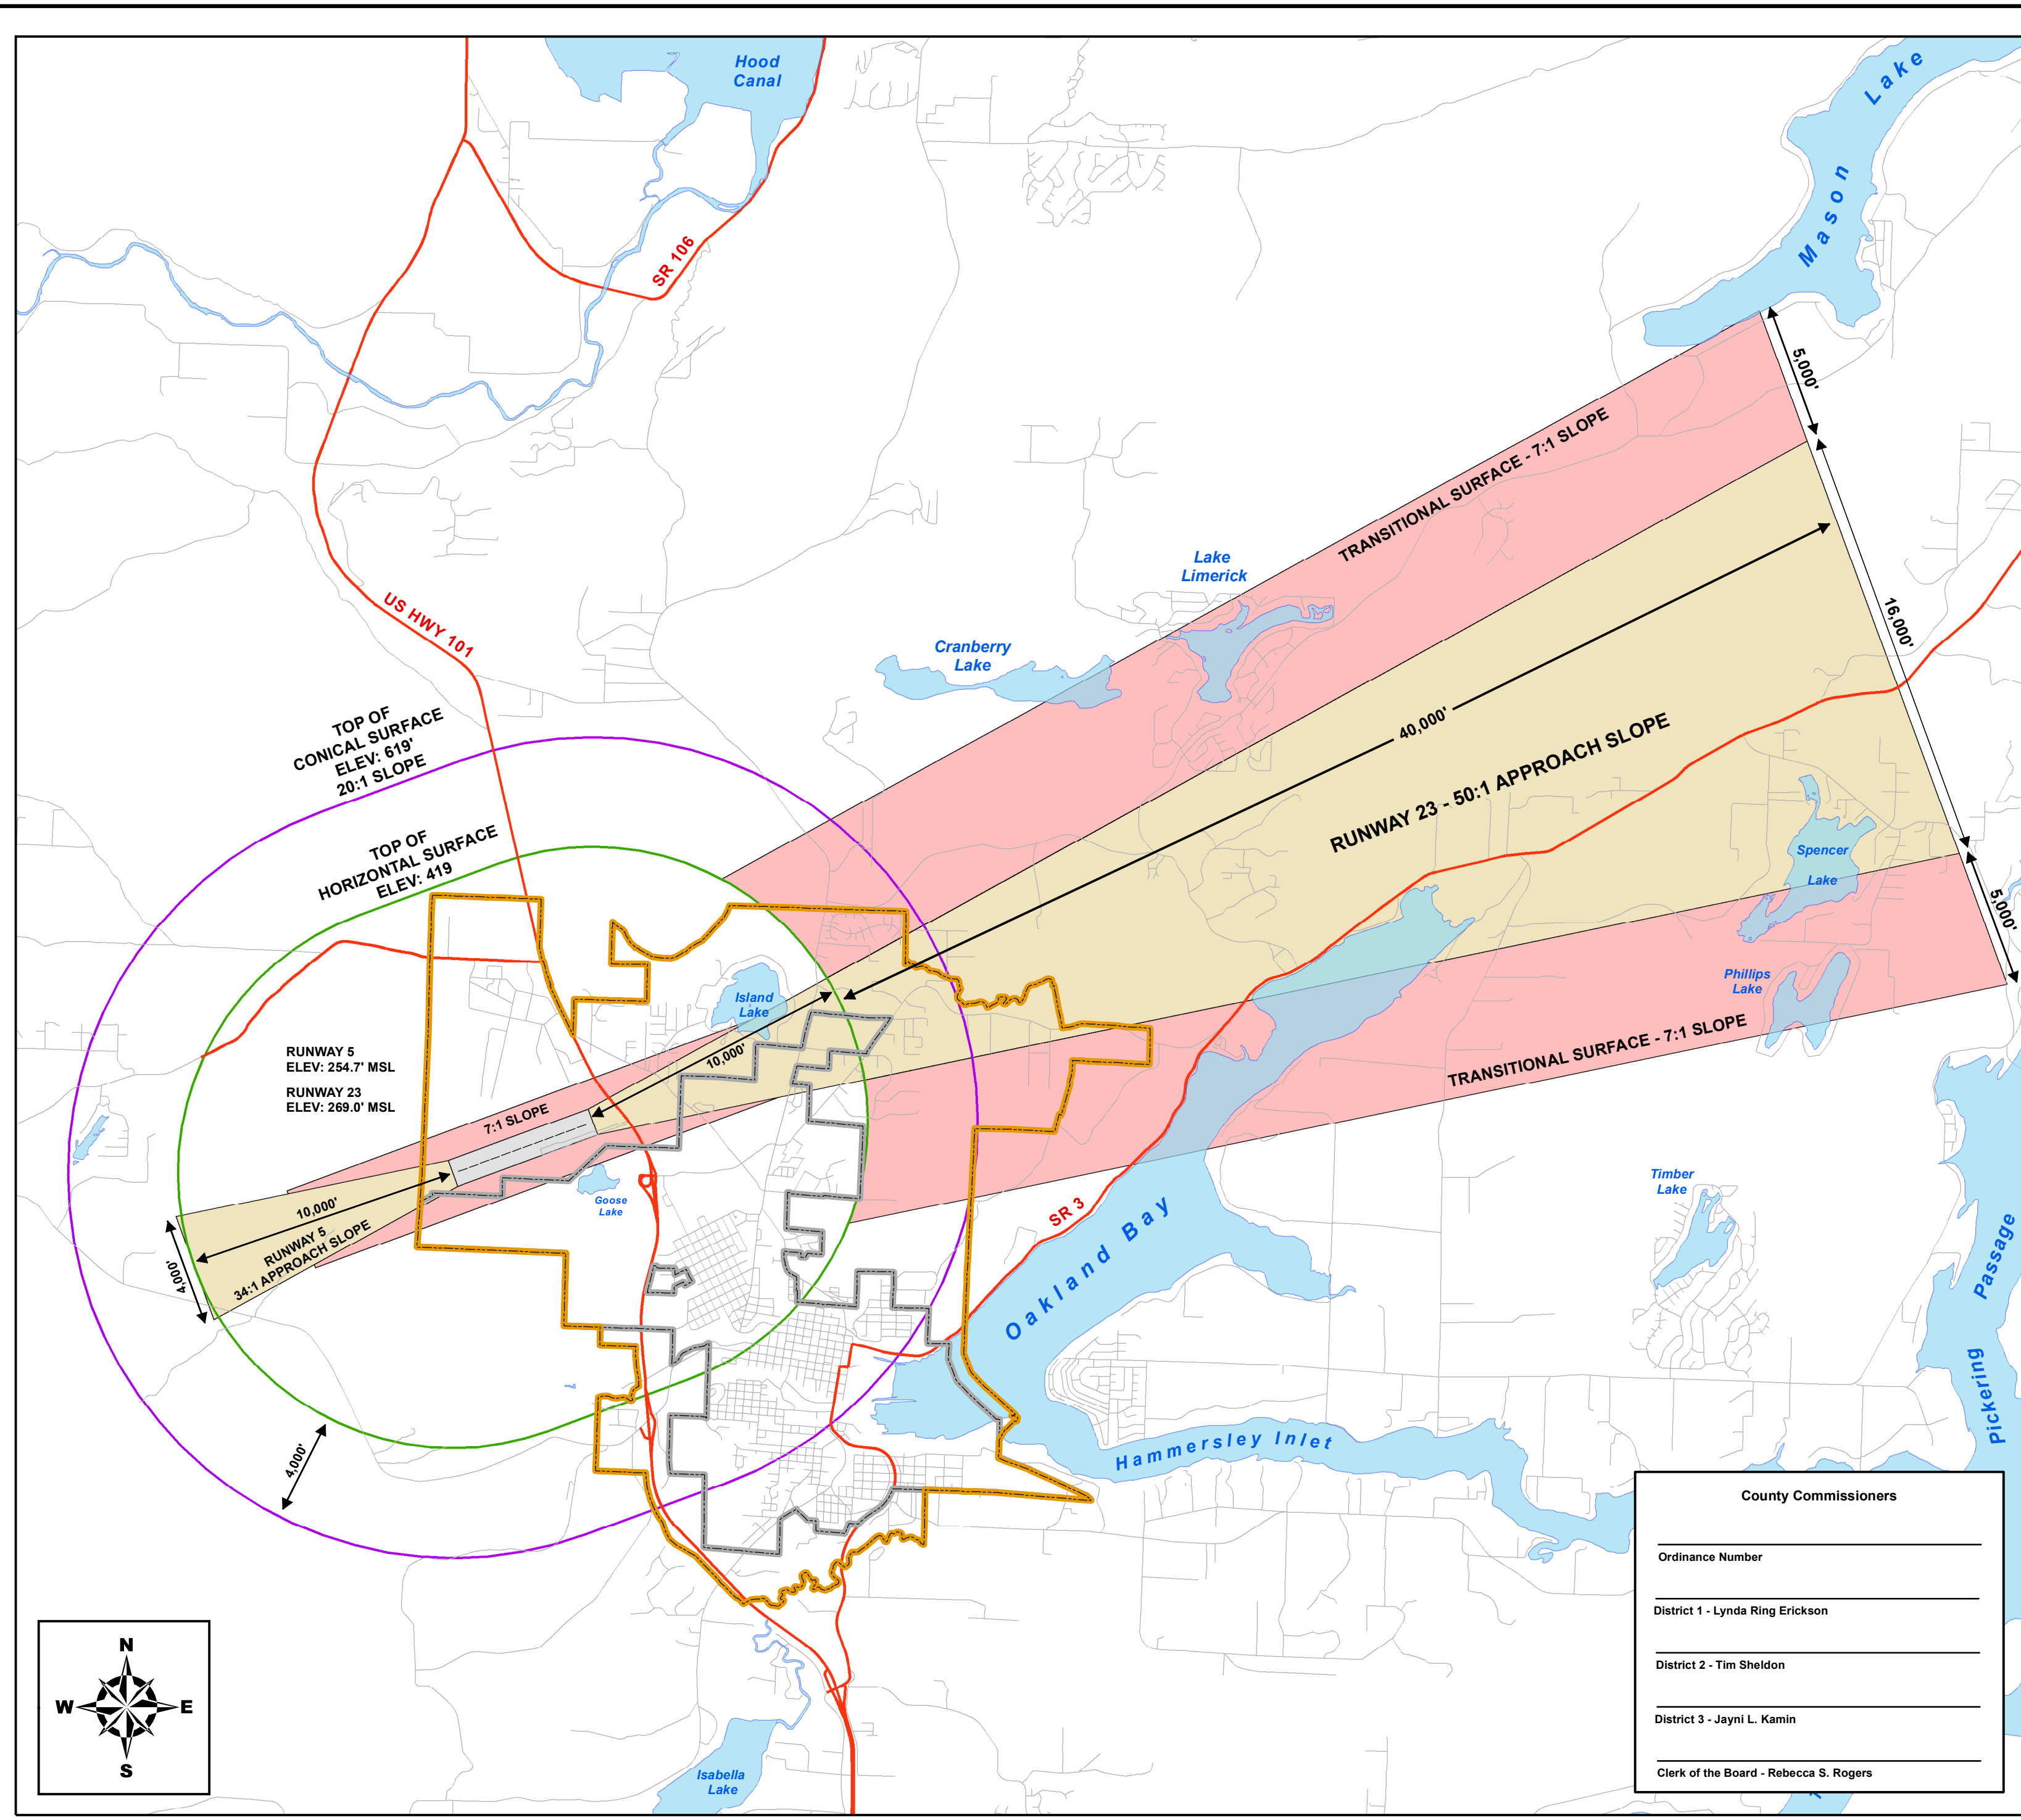 Hood
Canal
Mason Lake
SR 106
5,000'
TRANSITIONAL SURFACE - 7:1 SLOPE
US HWY 101
Lake
Limerick
Cranberry
Lake
16,000'
40,000'
RUNWAY 23 - 50:1 APPROACH SLOPE
TOP OF
CONICAL SURFACE
ELEV: 619'
20:1 SLOPE
TOP OF
HORIZONTAL SURFACE
ELEV: 419
Spencer
Lake
5,000'
Phillips
Lake
Island
Lake
TRANSITIONAL SURFACE - 7:1 SLOPE
RUNWAY 5
ELEV: 254.7' MSL
RUNWAY 23
ELEV: 269.0' MSL
10,000'
7:1 SLOPE
Goose
Lake
10,000'
RUNWAY 5
34:1 APPROACH SLOPE
4,000'
SR 3
Oakland Bay
Timber
Lake
Pickering Passage
4,000'
Hammersley Inlet
County Commissioners
Ordinance Number
District 1 - Lynda Ring Erickson
District 2 - Tim Sheldon
District 3 - Jayni L. Kamin
Clerk of the Board - Rebecca S. Rogers
N
W
E
S
Isabella
Lake